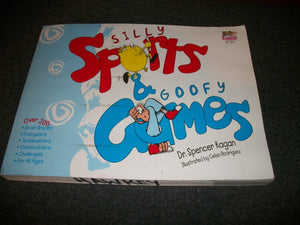 SILLY
Sports
&
GOOFY
Games
Dr. Spencer Kagan
Illustrated by Celso Rodriguez
Over 200
• Brain Breaks
• Energizers
• Teambuilders
• Classbuilders
• Challenges
• For All Ages